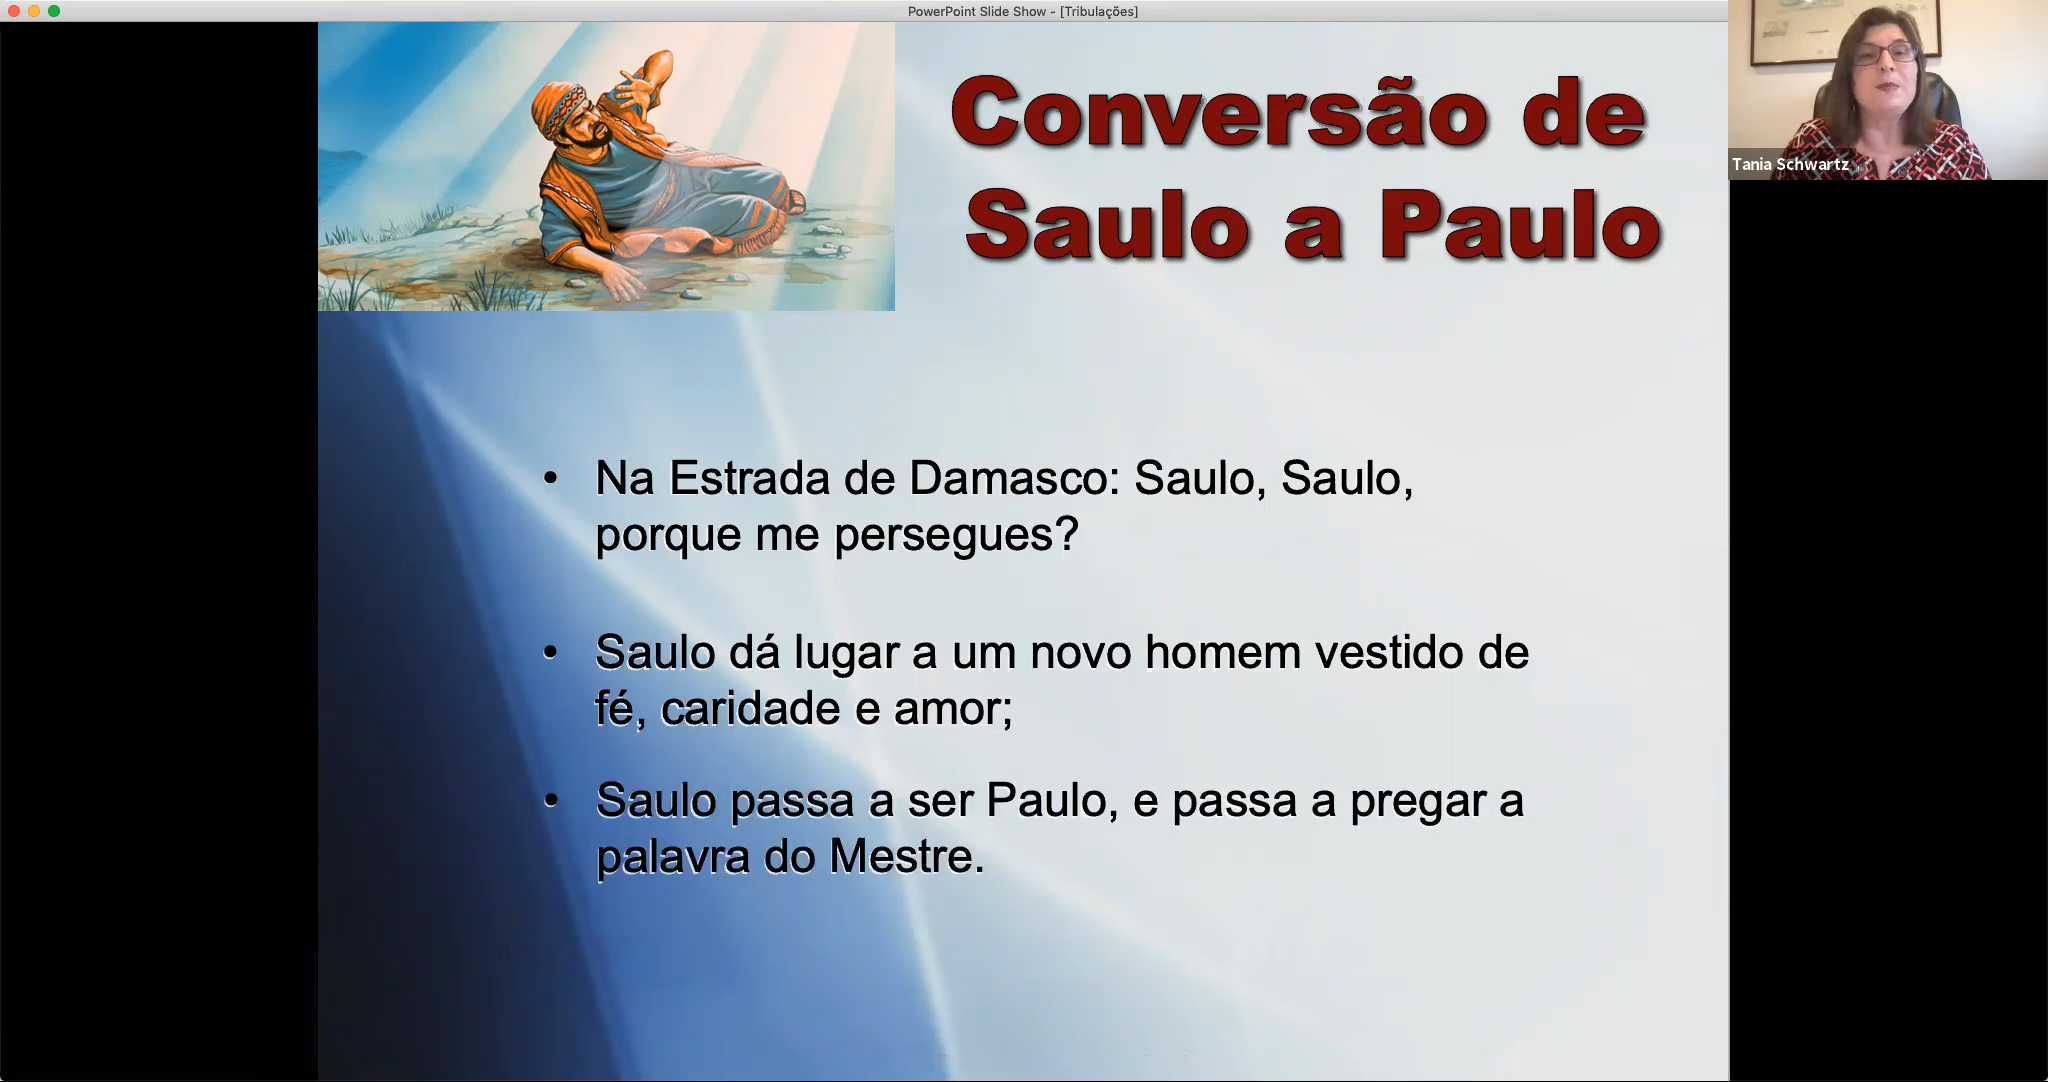 PowerPoint Slide Show - [Tribulações]
Conversão de
Saulo a Paulo
Tania Schwartz
• Na Estrada de Damasco: Saulo, Saulo,
porque me persegues?
• Saulo dá lugar a um novo homem vestido de
fé, caridade e amor;
• Saulo passa a ser Paulo, e passa a pregar a
palavra do Mestre.